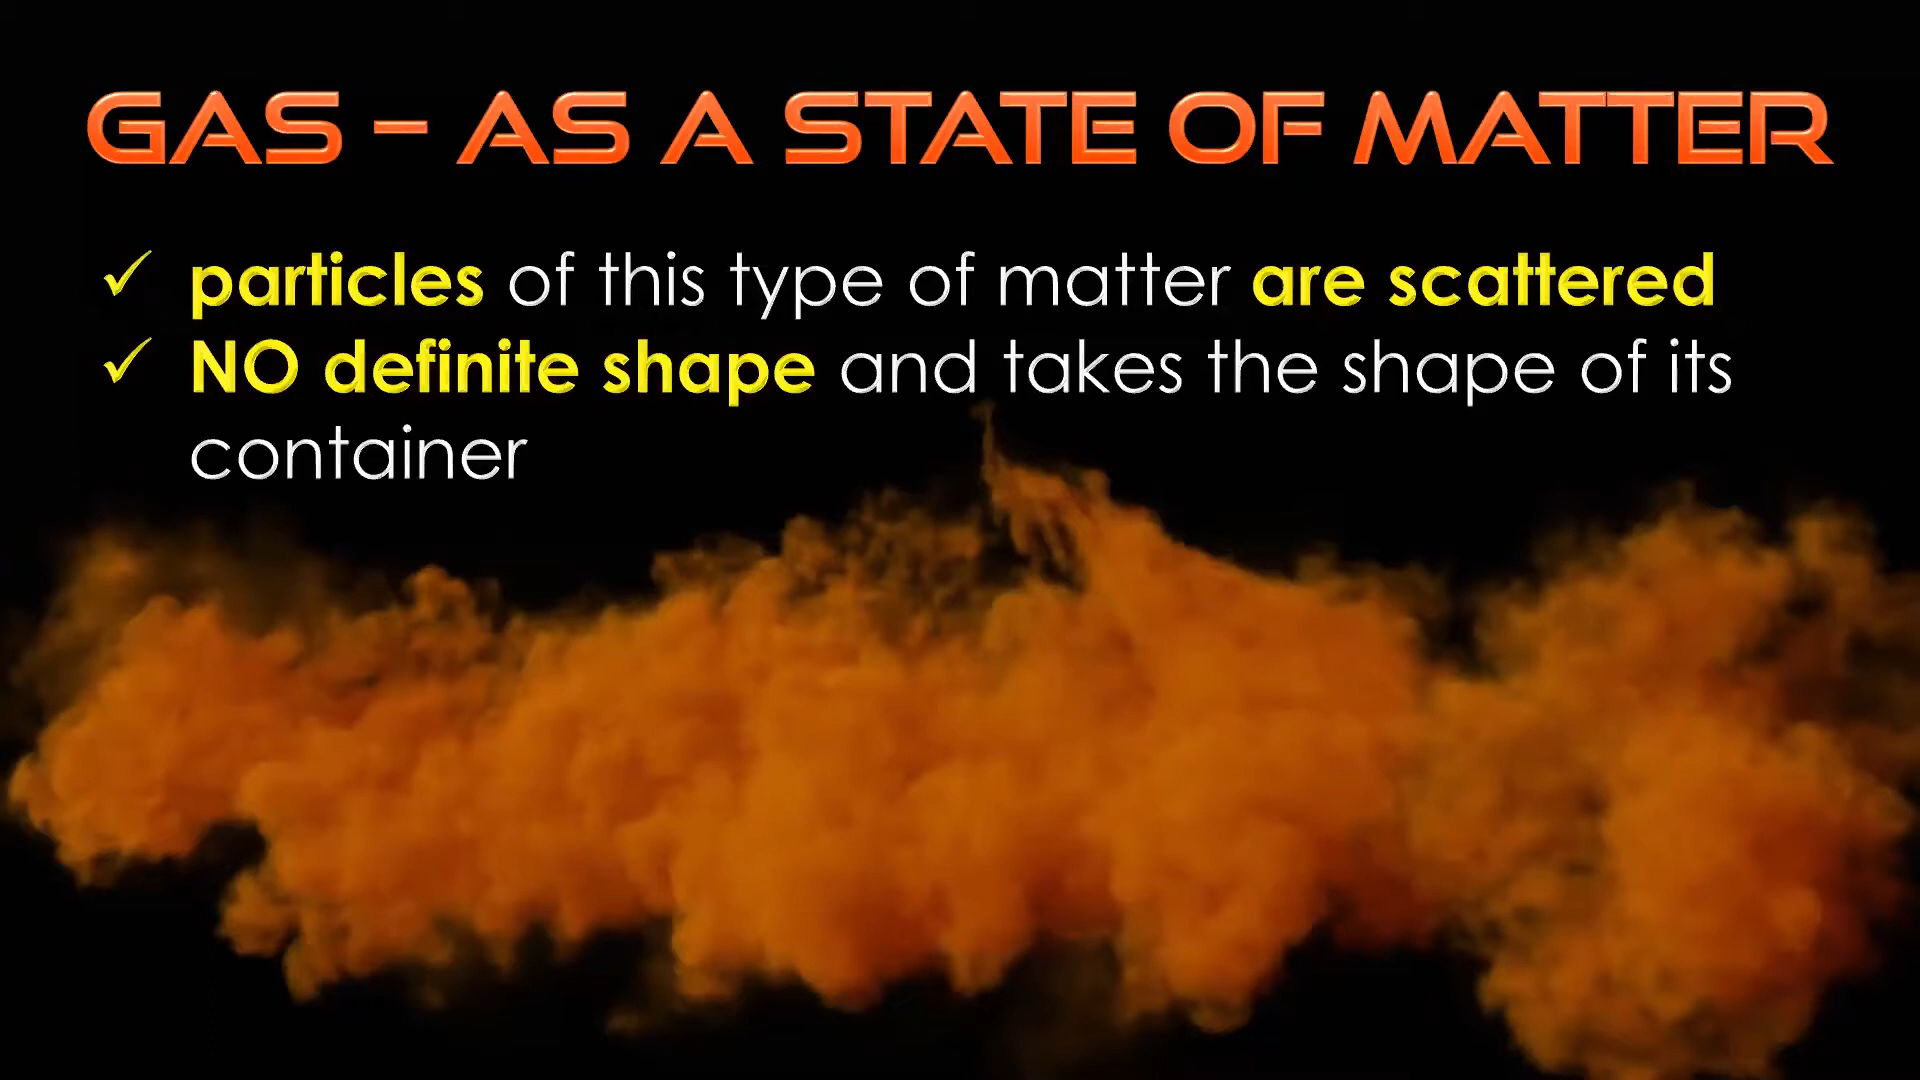 GAS – AS A STATE OF MATTER
✓ particles of this type of matter are scattered
✓ NO definite shape and takes the shape of its
container